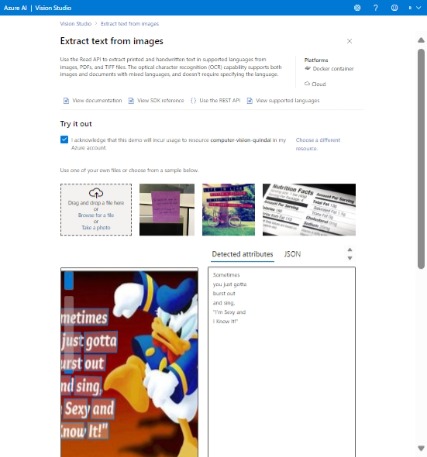 Azure AI | Vision Studio
Vision Studio > Extract text from images
Extract text from images
Use the Read API to extract printed and handwritten text in supported languages from
images, PDFs, and TIFF files. The optical character recognition (OCR) capability supports both
images and documents with mixed languages, and doesn't require specifying the language.
Platforms
Docker container
Cloud
View documentation
View SDK reference
Use the REST API
View supported languages
Try it out
I acknowledge that this demo will incur usage to resource computer-vision-quindai in my
Azure account.
Choose a different
resource
Use one of your own files or choose from a sample below.
Drag and drop a file here
or
Browse for a file
or
Take a photo
Nutrition Facts
Amount Per Serving
Detected attributes
JSON
metimes
just gotta
urst out
nd sing,
Sexy and
Know It!"
Sometimes
you just gotta
burst out
and sing,
"I'm Sexy and
I Know It!"